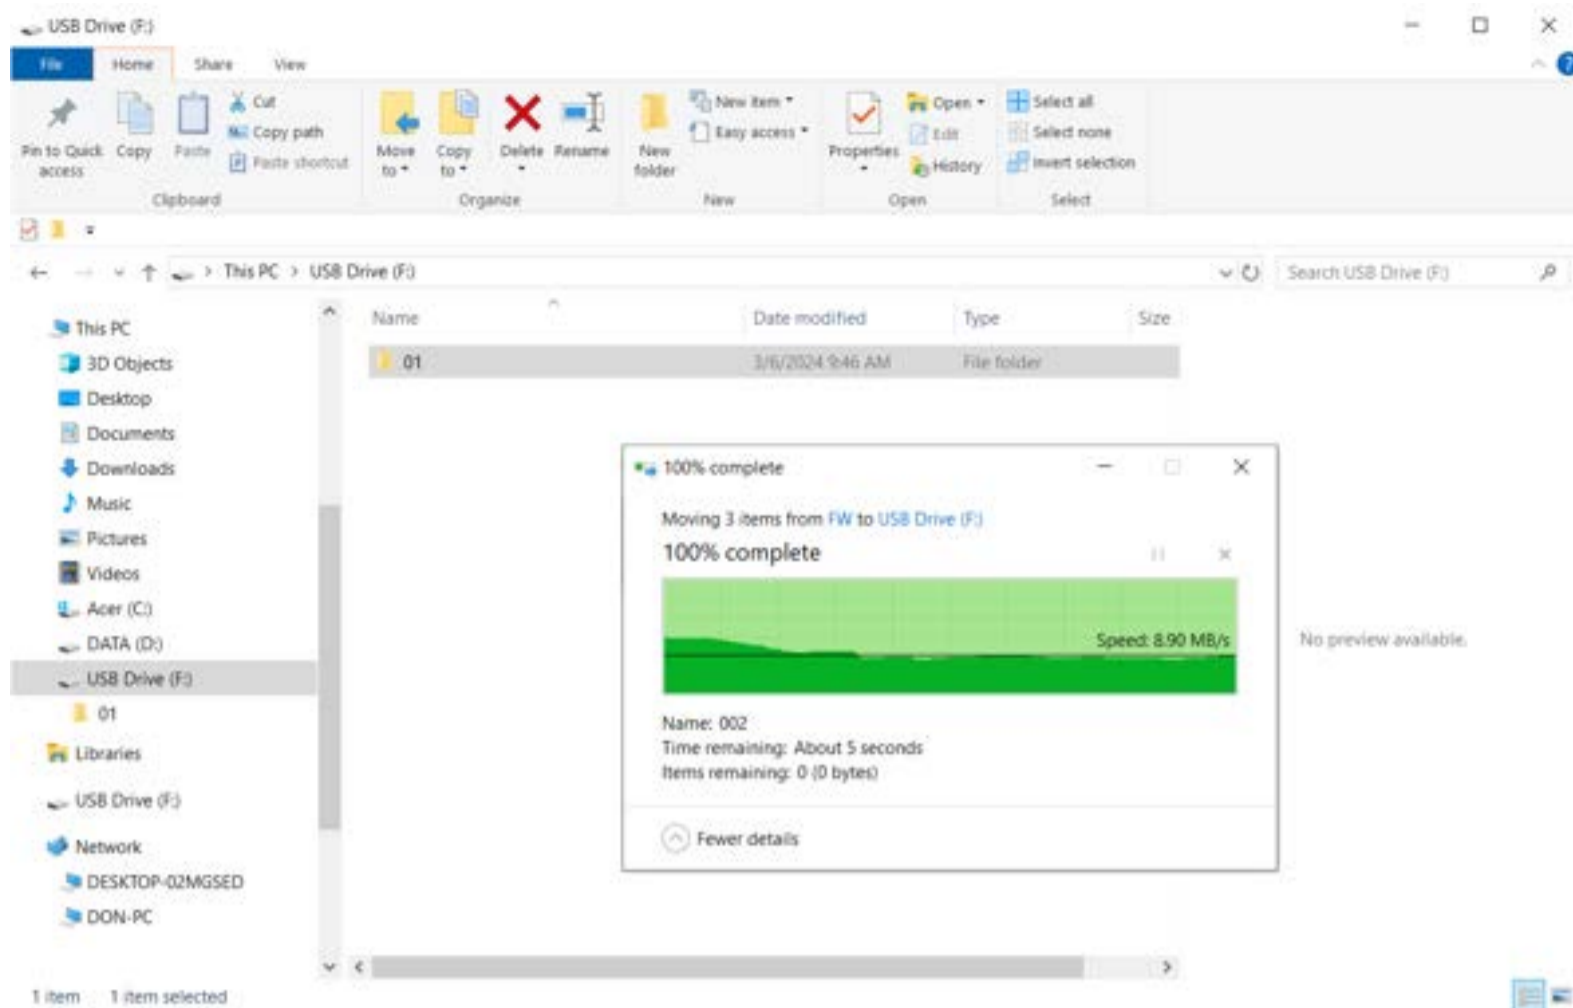 USB Drive (F:)
File Home Share View
Pin to Quick access
Copy
Paste
Cut
Copy path
Paste shortcut
Clipboard
Move to
Copy to
Delete
Rename
Organize
New folder
New item
Easy access
New
Properties
Open
Edit
History
Open
Select all
Select none
Invert selection
Select
This PC > USB Drive (F:)
Search USB Drive (F:)
This PC
3D Objects
Desktop
Documents
Downloads
Music
Pictures
Videos
Acer (C:)
DATA (D:)
USB Drive (F:)
01
Libraries
USB Drive (F:)
Network
DESKTOP-02MGSED
DON-PC
Name Date modified Type Size
01 3/6/2024 9:46 AM File folder
100% complete
Moving 3 items from FW to USB Drive (F:)
100% complete
Speed: 8.90 MB/s
Name: 002
Time remaining: About 5 seconds
Items remaining: 0 (0 bytes)
Fewer details
No preview available.
1 item 1 item selected